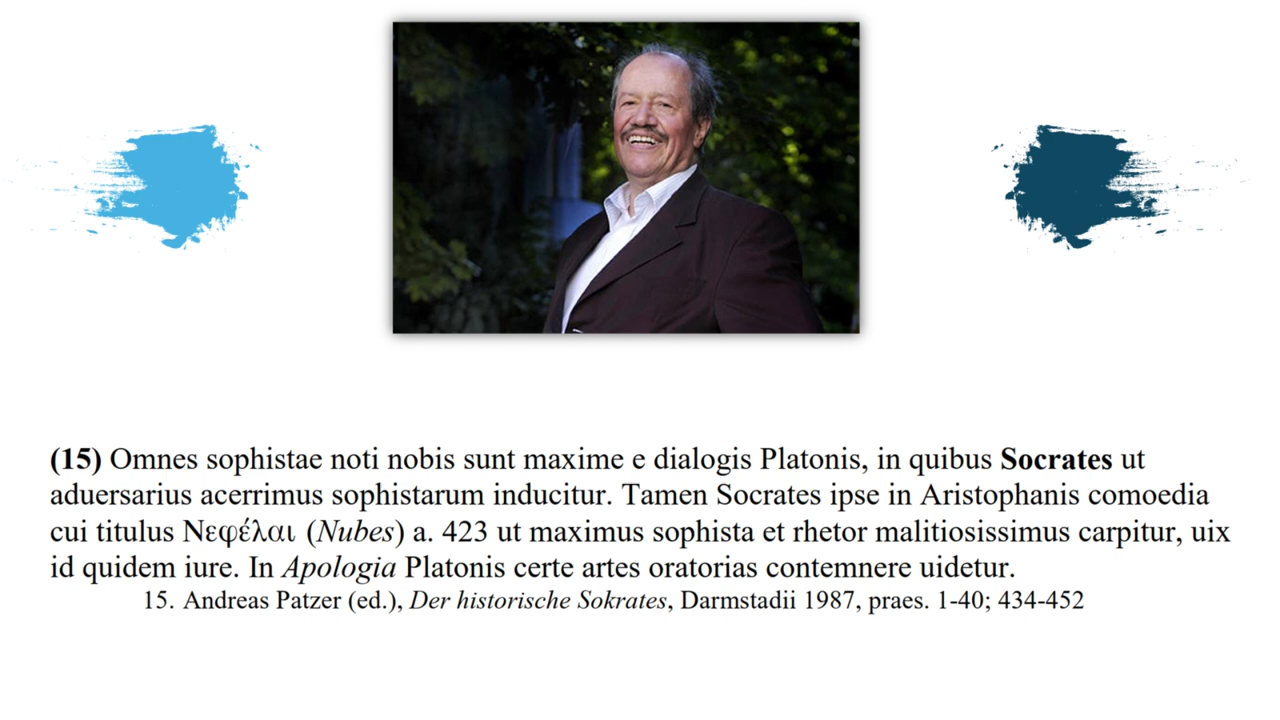 (15) Omnes sophistae noti nobis sunt maxime e dialogis Platonis, in quibus Socrates ut
aduersarius acerrimus sophistarum inducitur. Tamen Socrates ipse in Aristophanis comoedia
cui titulus Νεφέλαι (Nubes) a. 423 ut maximus sophista et rhetor malitiosissimus carpitur, uix
id quidem iure. In Apologia Platonis certe artes oratorias contemnere uidetur.
15. Andreas Patzer (ed.), Der historische Sokrates, Darmstadii 1987, praes. 1-40; 434-452